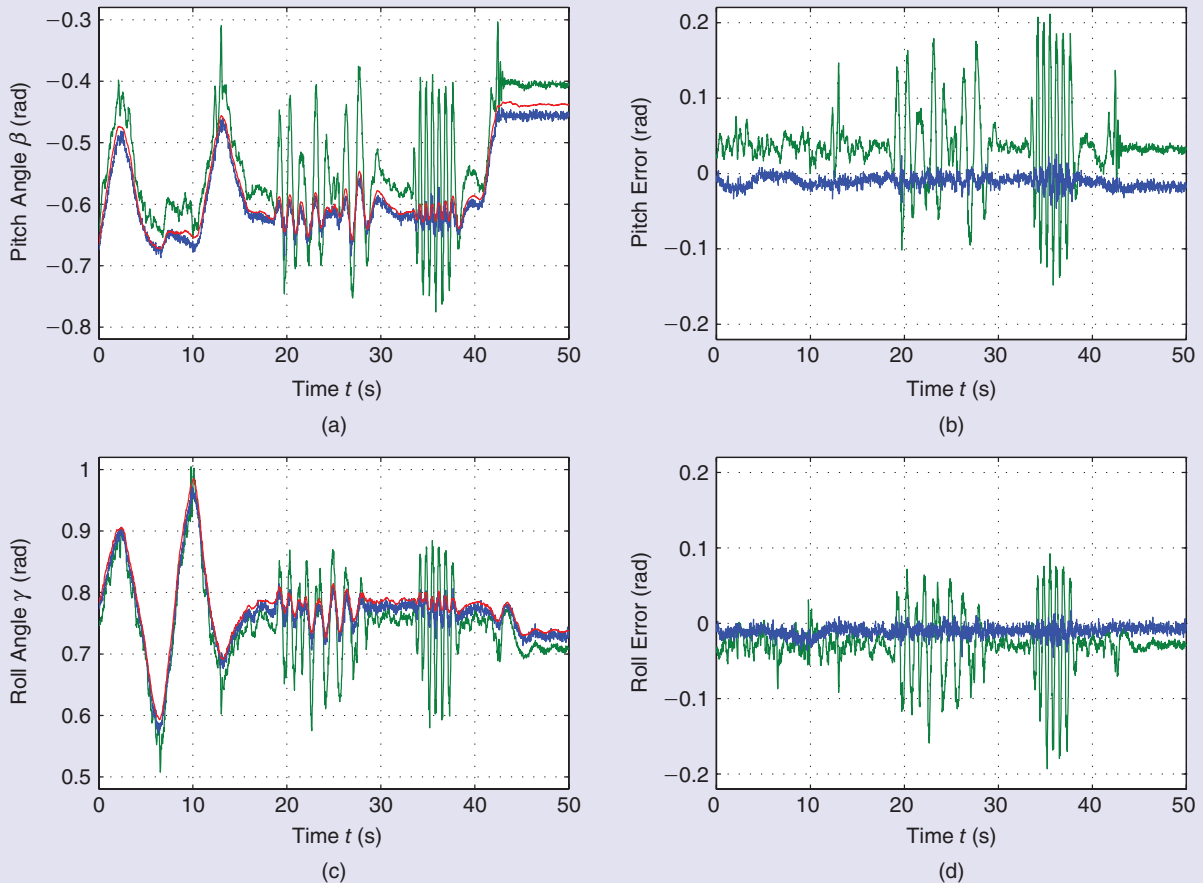 Pitch Angle β (rad)
−0.3
−0.4
−0.5
−0.6
−0.7
−0.8
0 10 20 30 40 50
Time t (s)
(a)
Pitch Error (rad)
0.2
0.1
0
−0.1
−0.2
0 10 20 30 40 50
Time t (s)
(b)
Roll Angle γ (rad)
1
0.9
0.8
0.7
0.6
0.5
0 10 20 30 40 50
Time t (s)
(c)
Roll Error (rad)
0.2
0.1
0
−0.1
−0.2
0 10 20 30 40 50
Time t (s)
(d)